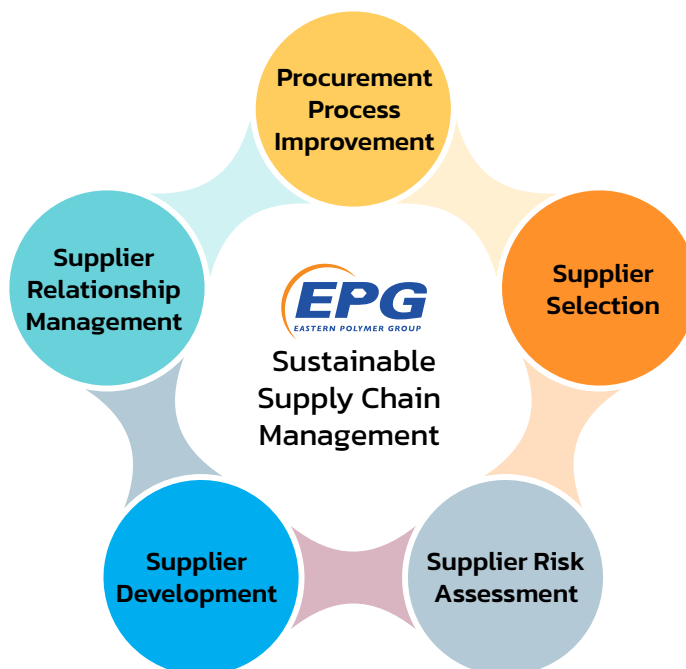 Procurement
Process
Improvement
Supplier
Relationship
Management
Supplier
Selection
EPG
EASTERN POLYMER GROUP
Sustainable
Supply Chain
Management
Supplier
Development
Supplier Risk
Assessment